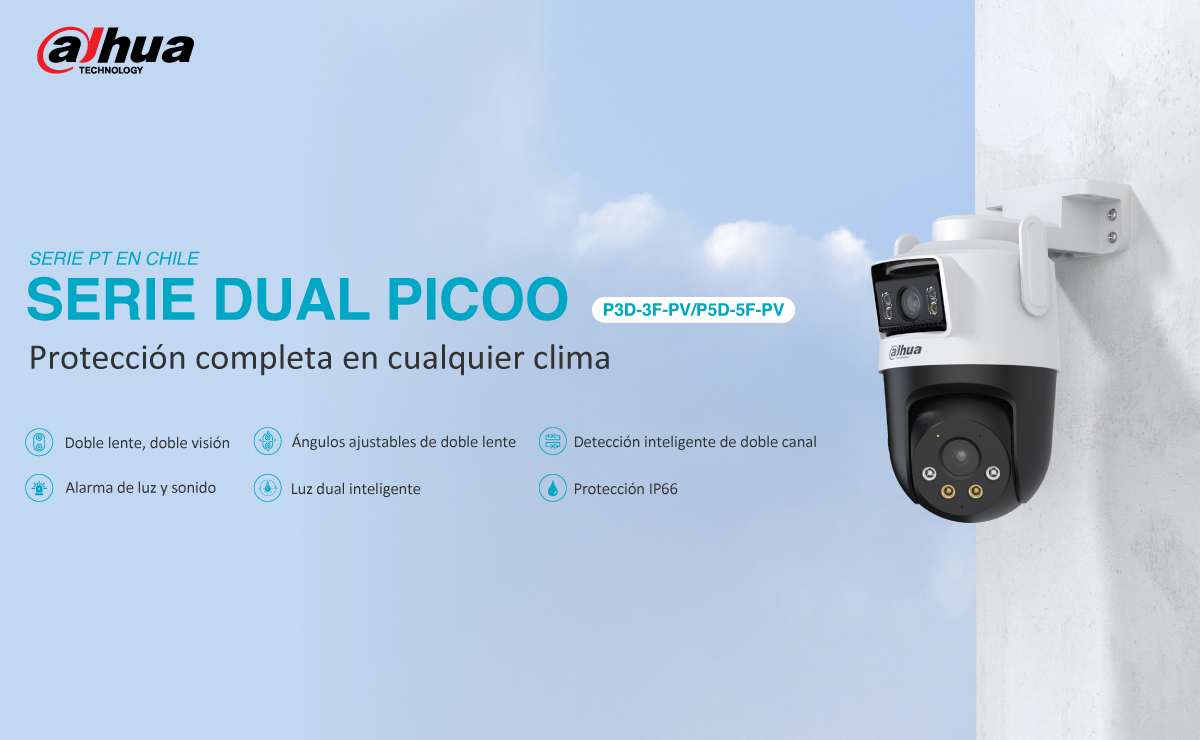 alhua
TECHNOLOGY
SERIE PT EN CHILE
SERIE DUAL PICOO
P3D-3F-PV/P5D-5F-PV
Protección completa en cualquier clima
Doble lente, doble visión
Ángulos ajustables de doble lente
Detección inteligente de doble canal
Alarma de luz y sonido
Luz dual inteligente
Protección IP66
alhua